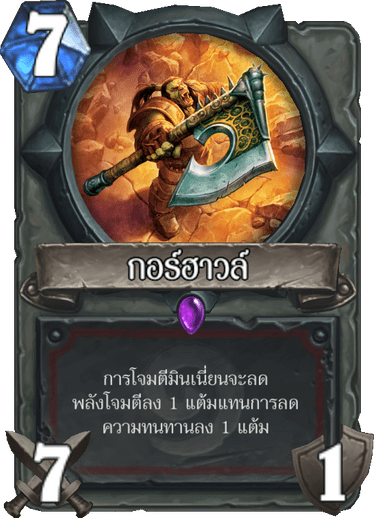 7
กอร์ฮาวล์
การโจมตีมินเนี่ยนจะลด
พลังโจมตีลง 1 แต้มแทนการลด
ความทนทานลง 1 แต้ม
7
1